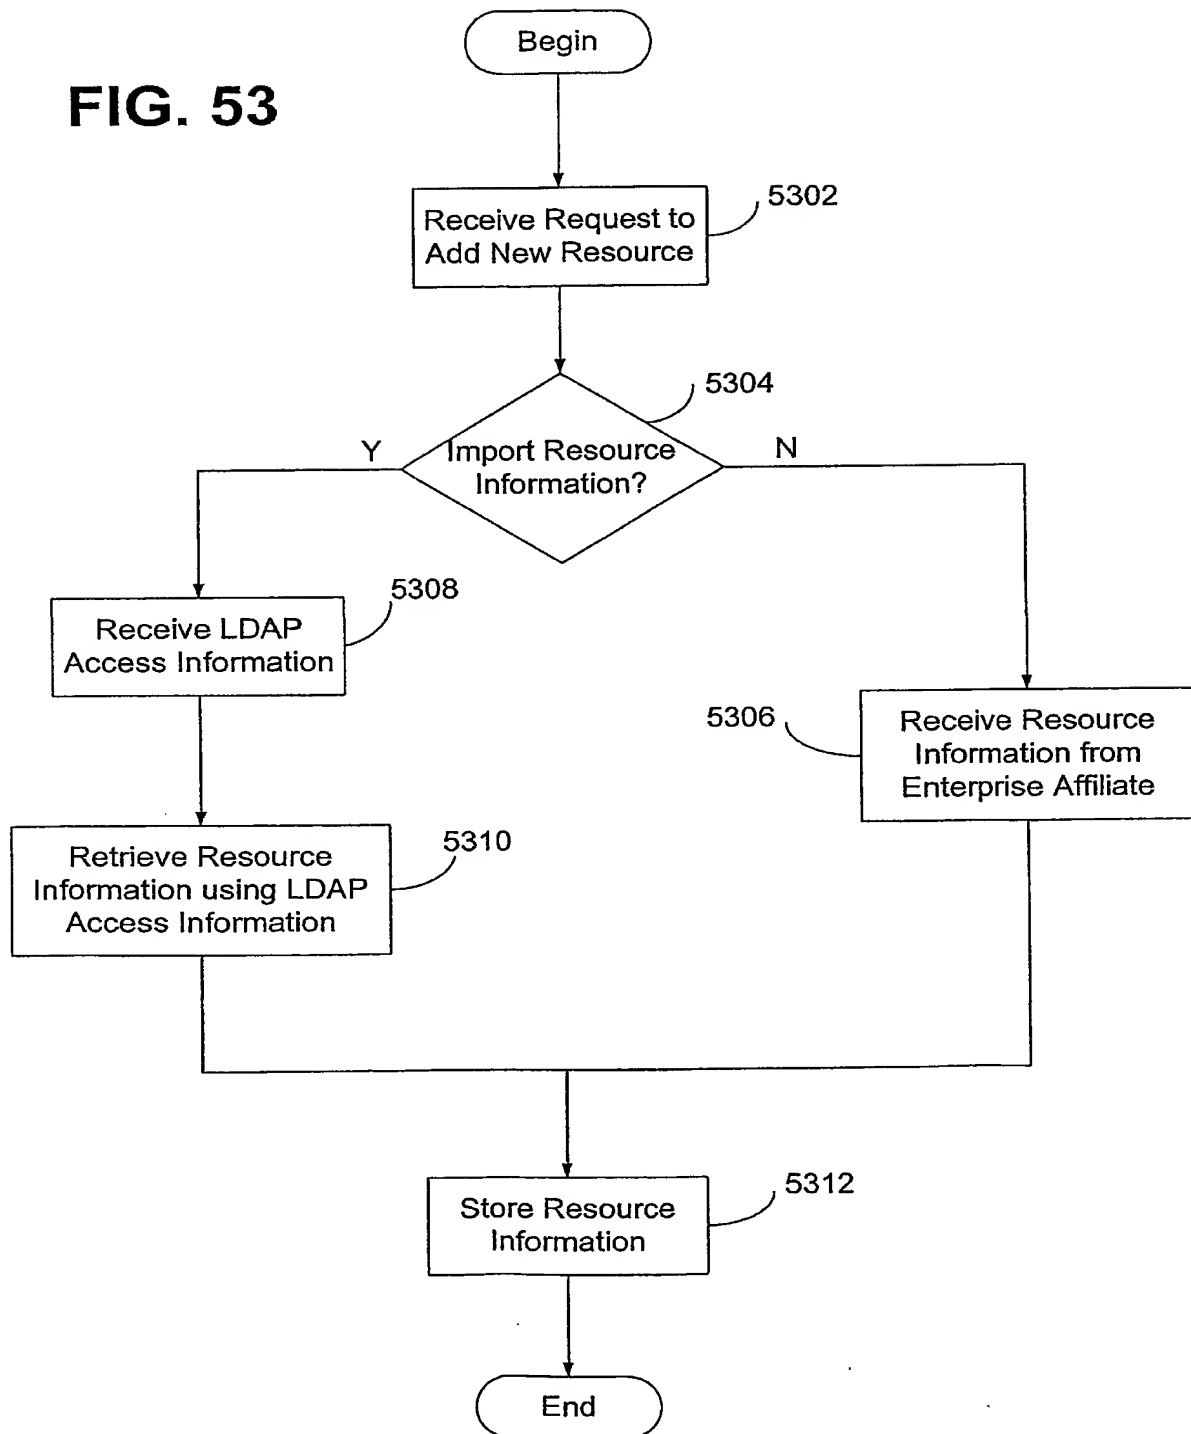 Begin
FIG. 53
5302
Receive Request to
Add New Resource
5304
Y
Import Resource
Information?
N
5308
Receive LDAP
Access Information
5306
Receive Resource
Information from
Enterprise Affiliate
5310
Retrieve Resource
Information using LDAP
Access Information
5312
Store Resource
Information
End